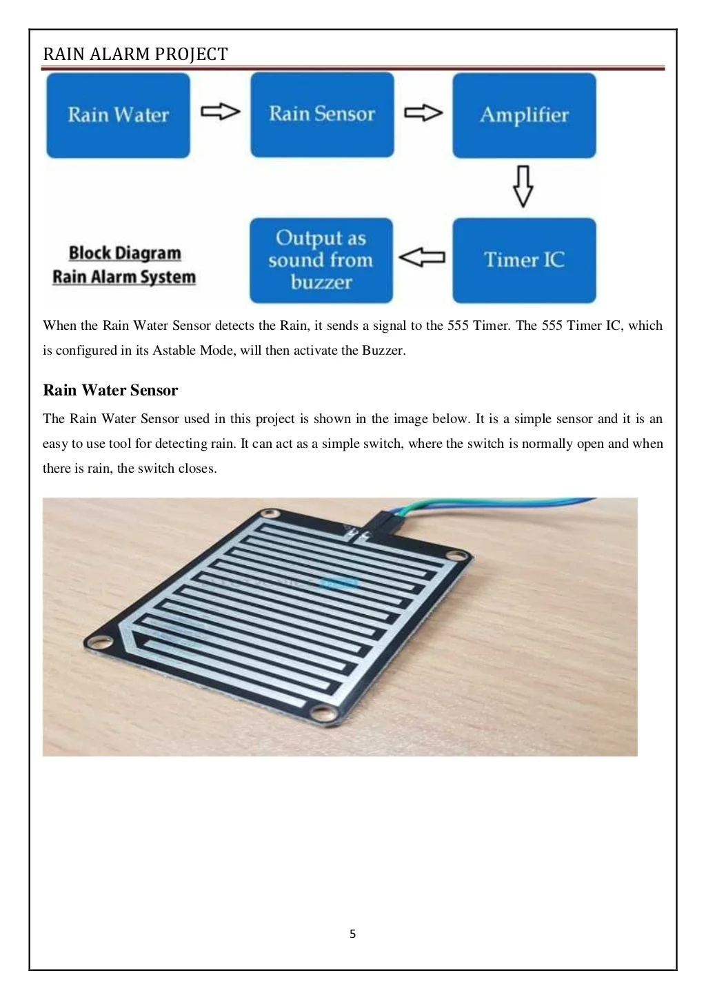 RAIN ALARM PROJECT
Rain Water
Rain Sensor
Amplifier
Block Diagram
Rain Alarm System
Output as
sound from
buzzer
Timer IC
When the Rain Water Sensor detects the Rain, it sends a signal to the 555 Timer. The 555 Timer IC, which
is configured in its Astable Mode, will then activate the Buzzer.
Rain Water Sensor
The Rain Water Sensor used in this project is shown in the image below. It is a simple sensor and it is an
easy to use tool for detecting rain. It can act as a simple switch, where the switch is normally open and when
there is rain, the switch closes.
5